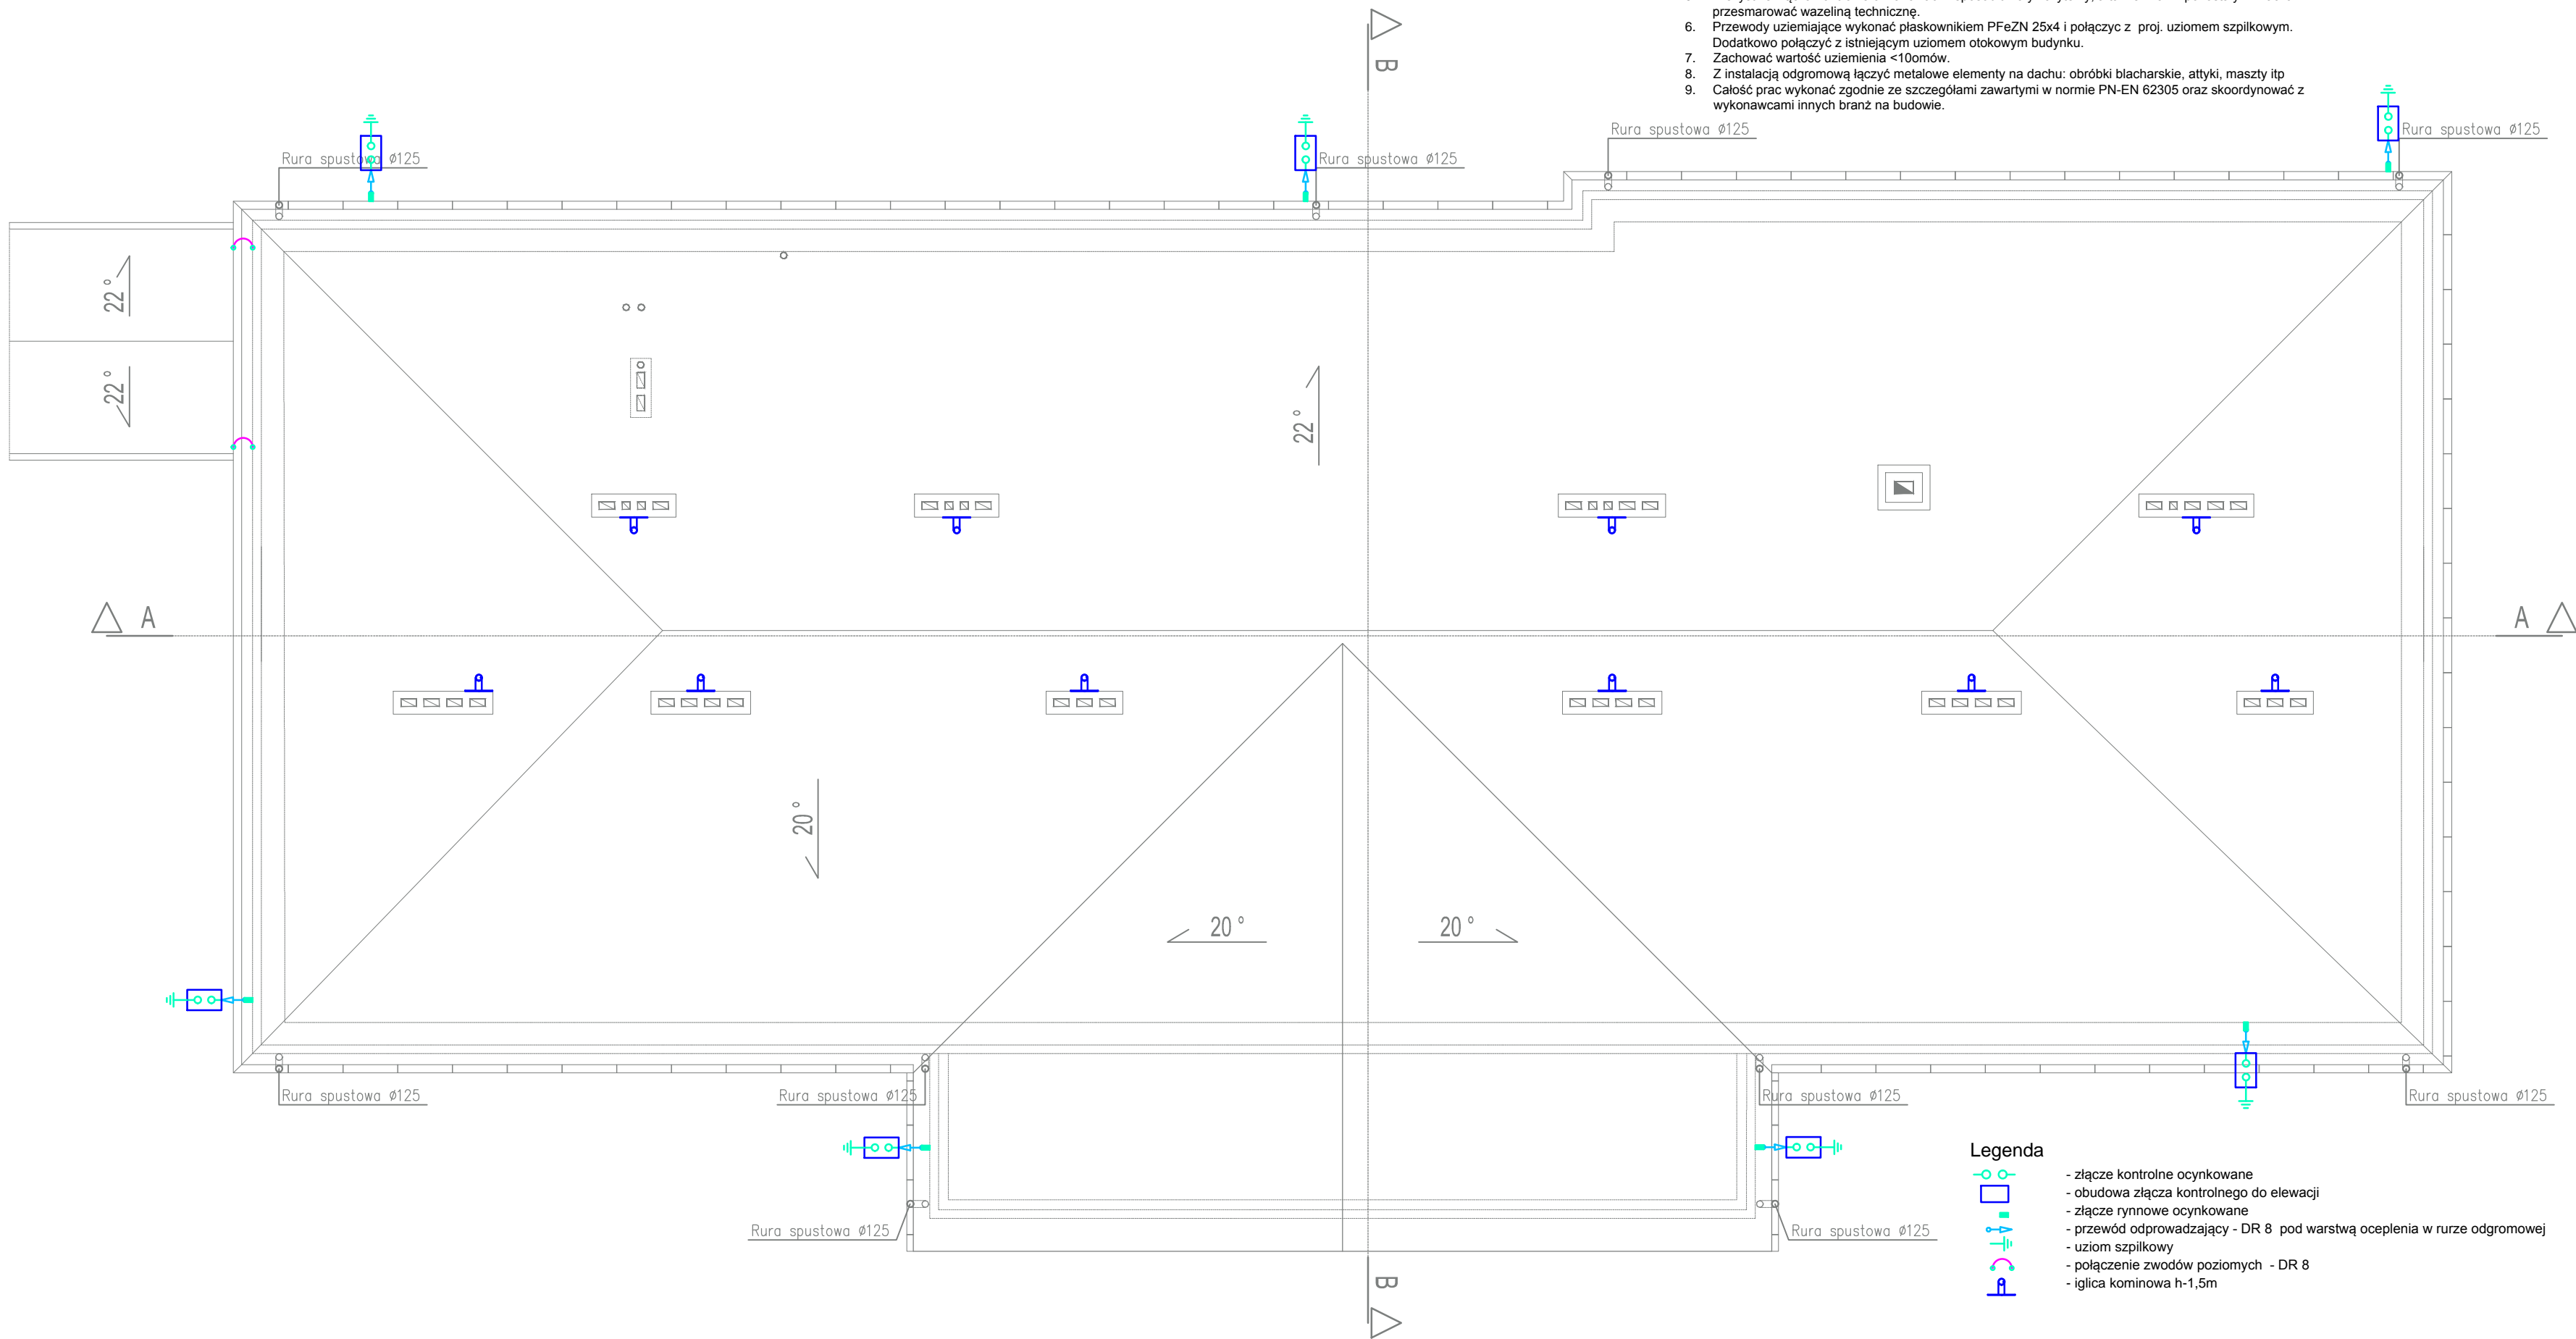 przesmarować wazeliną technicznę.
6. Przewody uziemiające wykonać płaskownikiem PFeZN 25x4 i połączyc z proj. uziomem szpilkowym.
Dodatkowo połączyć z istniejącym uziomem otokowym budynku.
7. Zachować wartość uziemienia <10omów.
8. Z instalacją odgromową łączyć metalowe elementy na dachu: obróbki blacharskie, attyki, maszty itp
9. Całość prac wykonać zgodnie ze szczegółami zawartymi w normie PN-EN 62305 oraz skoordynować z
wykonawcami innych branż na budowie.
B
Rura spustowa Ø125
Rura spustowa Ø125
Rura spustowa Ø125
Rura spustowa Ø125
22°
22°
22°
A
A
20°
20°
20°
Rura spustowa Ø125
Rura spustowa Ø125
Rura spustowa Ø125
Rura spustowa Ø125
Rura spustowa Ø125
Rura spustowa Ø125
B
Legenda
- złącze kontrolne ocynkowane
- obudowa złącza kontrolnego do elewacji
- złącze rynnowe ocynkowane
- przewód odprowadzający - DR 8 pod warstwą oceplenia w rurze odgromowej
- uziom szpilkowy
- połączenie zwodów poziomych - DR 8
- iglica kominowa h-1,5m